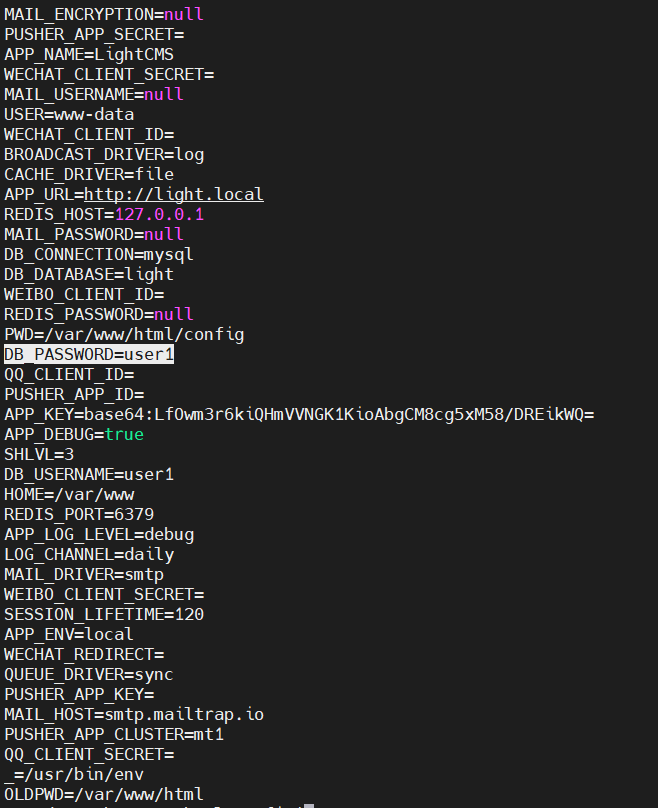 MAIL_ENCRYPTION=null
PUSHER_APP_SECRET=
APP_NAME=LightCMS
WECHAT_CLIENT_SECRET=
MAIL_USERNAME=null
USER=www-data
WECHAT_CLIENT_ID=
BROADCAST_DRIVER=log
CACHE_DRIVER=file
APP_URL=http://light.local
REDIS_HOST=127.0.0.1
MAIL_PASSWORD=null
DB_CONNECTION=mysql
DB_DATABASE=light
WEIBO_CLIENT_ID=
REDIS_PASSWORD=null
PWD=/var/www/html/config
DB_PASSWORD=user1
QQ_CLIENT_ID=
PUSHER_APP_ID=
APP_KEY=base64:LfOwm3r6kiQHmVVNGK1KioAbgCM8cg5xM58/DREikWQ=
APP_DEBUG=true
SHLVL=3
DB_USERNAME=user1
HOME=/var/www
REDIS_PORT=6379
APP_LOG_LEVEL=debug
LOG_CHANNEL=daily
MAIL_DRIVER=smtp
WEIBO_CLIENT_SECRET=
SESSION_LIFETIME=120
APP_ENV=local
WECHAT_REDIRECT=
QUEUE_DRIVER=sync
PUSHER_APP_KEY=
MAIL_HOST=smtp.mailtrap.io
PUSHER_APP_CLUSTER=mt1
QQ_CLIENT_SECRET=
_=/usr/bin/env
OLDPWD=/var/www/html